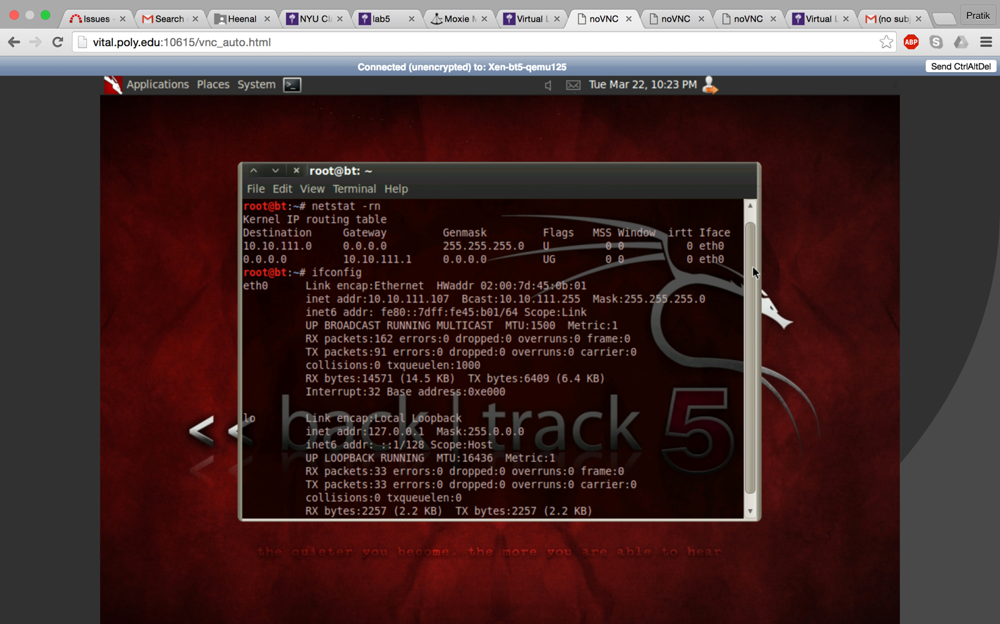 Issues
Search
Heenal
NYU Cl
lab5
Moxie M
Virtual L
noVNC
noVNC
noVNC
Virtual L
(no subj
Pratik
vital.poly.edu:10615/vnc_auto.html
ABP
Connected (unencrypted) to: Xen-bt5-qemu125
Send CtrlAltDel
Applications Places System
Tue Mar 22, 10:23 PM
root@bt: ~
File Edit View Terminal Help
root@bt:~# netstat -rn
Kernel IP routing table
Destination Gateway Genmask Flags MSS Window irtt Iface
10.10.111.0 0.0.0.0 255.255.255.0 U 0 0 0 eth0
0.0.0.0 10.10.111.1 0.0.0.0 UG 0 0 0 eth0
root@bt:~# ifconfig
eth0 Link encap:Ethernet HWaddr 02:00:7d:45:0b:01
inet addr:10.10.111.107 Bcast:10.10.111.255 Mask:255.255.255.0
inet6 addr: fe80::7dff:fe45:b01/64 Scope:Link
UP BROADCAST RUNNING MULTICAST MTU:1500 Metric:1
RX packets:162 errors:0 dropped:0 overruns:0 frame:0
TX packets:91 errors:0 dropped:0 overruns:0 carrier:0
collisions:0 txqueuelen:1000
RX bytes:14571 (14.5 KB) TX bytes:6409 (6.4 KB)
Interrupt:32 Base address:0xe000
lo Link encap:Local Loopback
inet addr:127.0.0.1 Mask:255.0.0.0
inet6 addr: ::1/128 Scope:Host
UP LOOPBACK RUNNING MTU:16436 Metric:1
RX packets:33 errors:0 dropped:0 overruns:0 frame:0
TX packets:33 errors:0 dropped:0 overruns:0 carrier:0
collisions:0 txqueuelen:0
RX bytes:2257 (2.2 KB) TX bytes:2257 (2.2 KB)
<< back | track 5
the quieter you become, the more you are able to hear